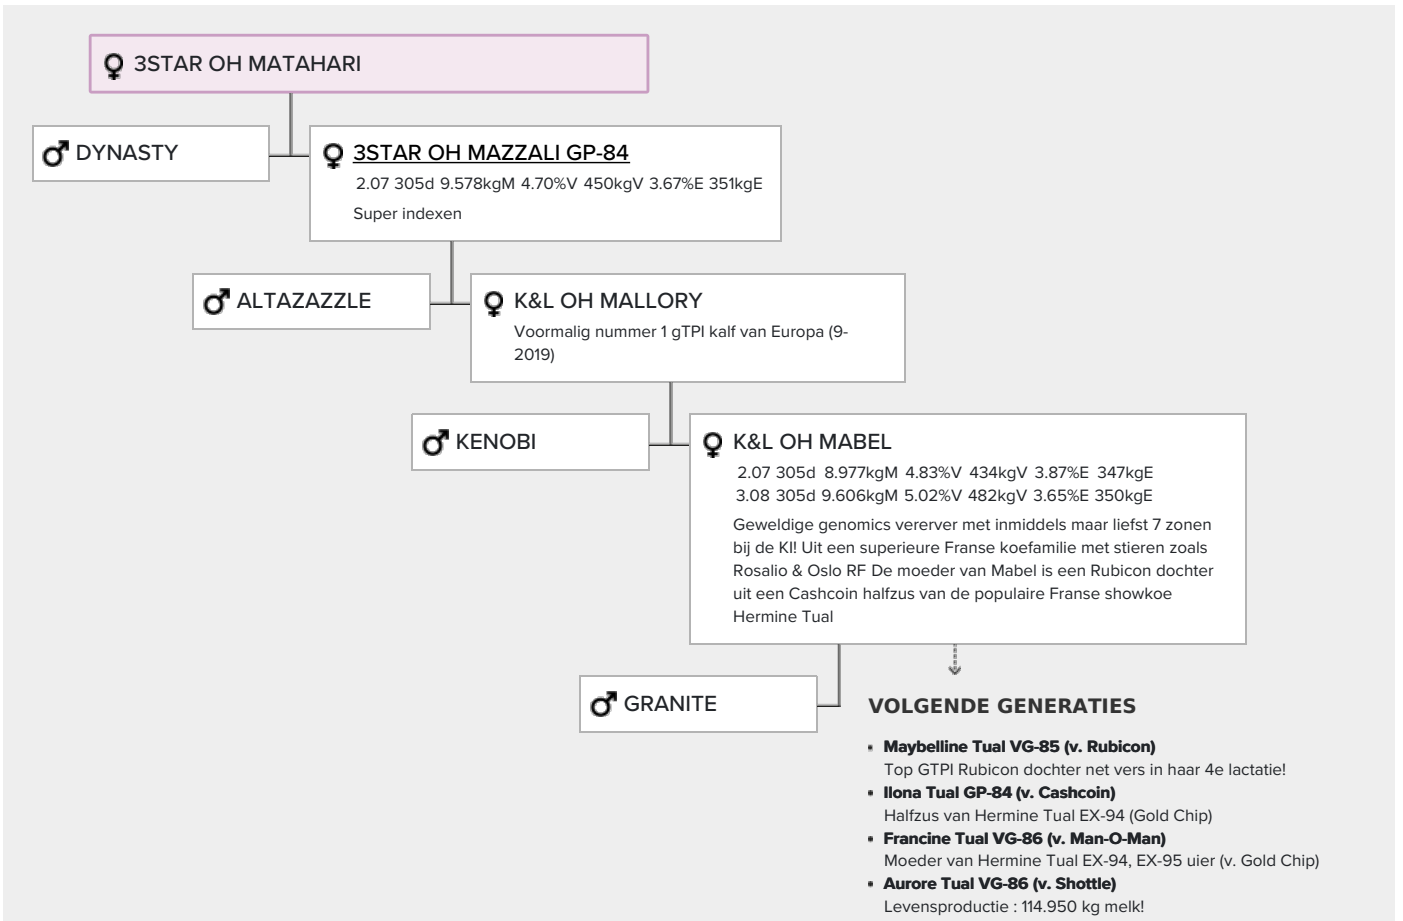 3STAR OH MATAHARI
DYNASTY
3STAR OH MAZZALI GP-84
2.07 305d 9.578kgM 4.70%V 450kgV 3.67%E 351kgE
Super indexen
ALTAZAZZLE
K&L OH MALLORY
Voormalig nummer 1 gTPI kalf van Europa (9-
2019)
KENOBI
K&L OH MABEL
2.07 305d 8.977kgM 4.83%V 434kgV 3.87%E 347kgE
3.08 305d 9.606kgM 5.02%V 482kgV 3.65%E 350kgE
Geweldige genomics vererver met inmiddels maar liefst 7 zonen
bij de KI! Uit een superieure Franse koefamilie met stieren zoals
Rosalio & Oslo RF De moeder van Mabel is een Rubicon dochter
uit een Cashcoin halfzus van de populaire Franse showkoe
Hermine Tual
GRANITE
VOLGENDE GENERATIES
Maybelline Tual VG-85 (v. Rubicon)
Top GTPI Rubicon dochter net vers in haar 4e lactatie!
Ilona Tual GP-84 (v. Cashcoin)
Halfzus van Hermine Tual EX-94 (Gold Chip)
Francine Tual VG-86 (v. Man-O-Man)
Moeder van Hermine Tual EX-94, EX-95 uier (v. Gold Chip)
Aurore Tual VG-86 (v. Shottle)
Levensproductie : 114.950 kg melk!